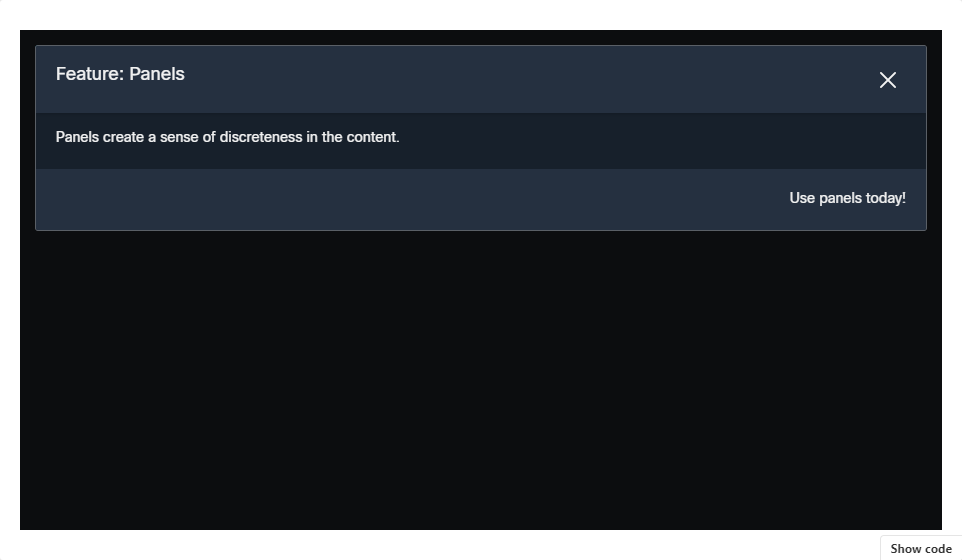 Feature: Panels
Panels create a sense of discreteness in the content.
Use panels today!
Show code